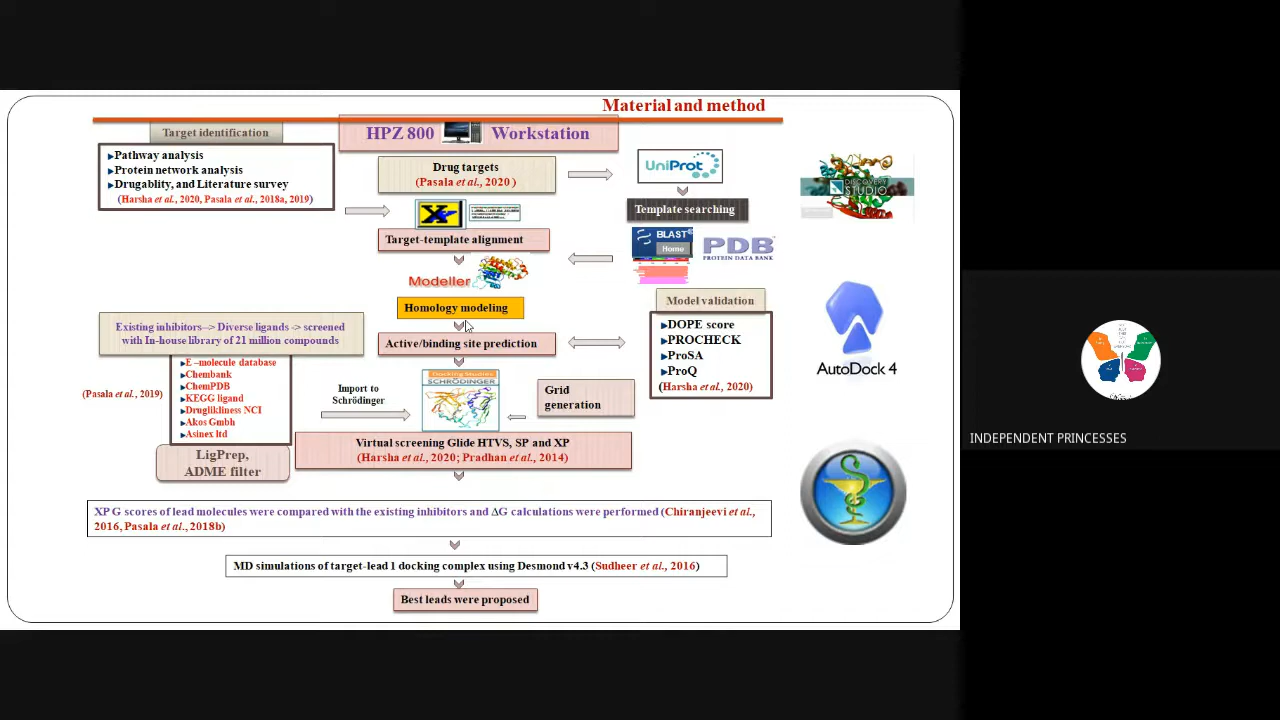 Material and method
Target identification
HPZ 800 Workstation
Pathway analysis
Protein network analysis
Drugablity, and Literature survey
(Harsha et al., 2020, Pasala et al., 2018a, 2019)
Drug targets
(Pasala et al., 2020 )
UniProt
Template searching
DISCOVERY
STUDIO
X
Target-template alignment
BLAST®
Home
PDB
PROTEIN DATA BANK
Modeller
Homology modeling
Model validation
DOPE score
PROCHECK
ProSA
ProQ
(Harsha et al., 2020)
Existing inhibitors--> Diverse ligands -> screened
with In-house library of 21 million compounds
Active/binding site prediction
AutoDock 4
E –molecule database
Chembank
ChemPDB
KEGG ligand
Druglikliness NCI
Akos Gmbh
Asinex ltd
(Pasala et al., 2019)
Import to
Schrödinger
Docking Studies
SCHRÖDINGER
Grid
generation
LigPrep,
ADME filter
Virtual screening Glide HTVS, SP and XP
(Harsha et al., 2020; Pradhan et al., 2014)
XP G scores of lead molecules were compared with the existing inhibitors and ΔG calculations were performed (Chiranjeevi et al.,
2016, Pasala et al., 2018b)
MD simulations of target-lead 1 docking complex using Desmond v4.3 (Sudheer et al., 2016)
Best leads were proposed
INDEPENDENT PRINCESSES